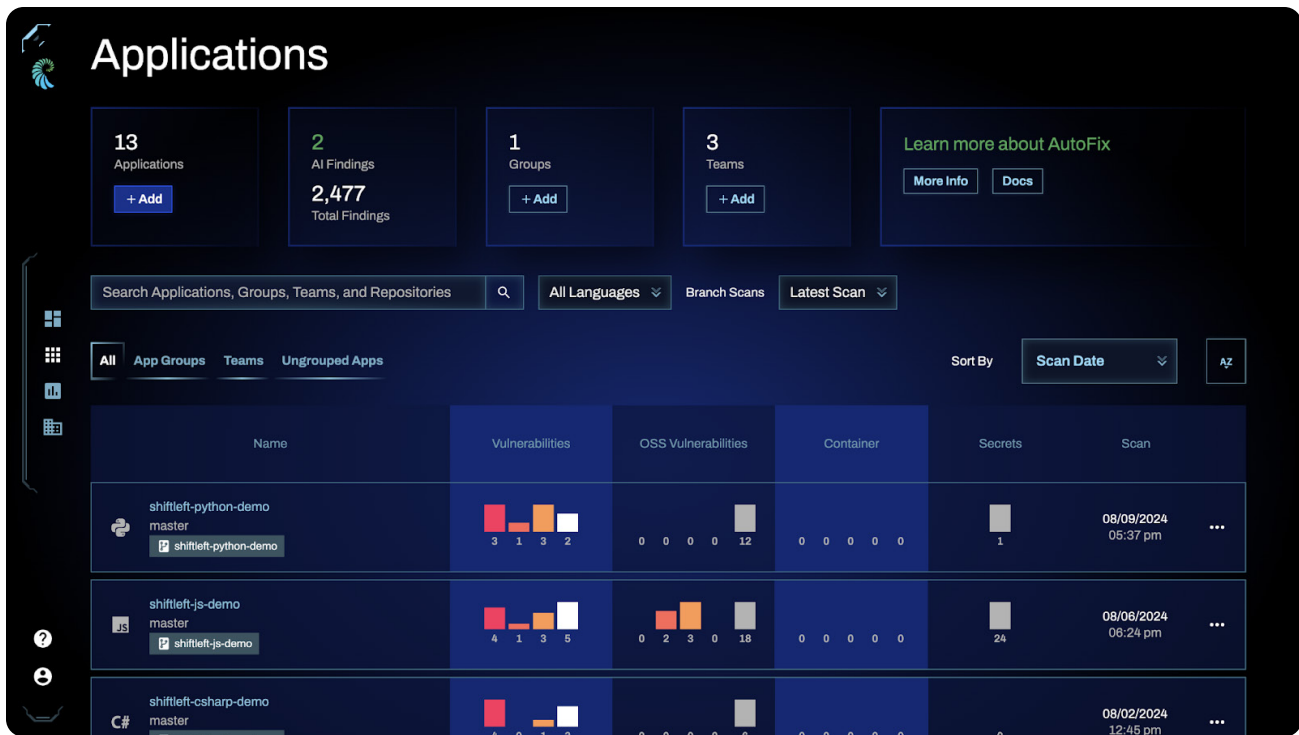 Applications
13
Applications
+ Add
2
AI Findings
2,477
Total Findings
1
Groups
+ Add
3
Teams
+ Add
Learn more about AutoFix
More Info Docs
Search Applications, Groups, Teams, and Repositories
All Languages
Branch Scans
Latest Scan
All App Groups Teams Ungrouped Apps
Sort By
Scan Date
AZ
Name Vulnerabilities OSS Vulnerabilities Container Secrets Scan
shiftleft-python-demo
master
shiftleft-python-demo
3 1 3 2
0 0 0 0 12
0 0 0 0 0
1
08/09/2024
05:37 pm
JS
shiftleft-js-demo
master
shiftleft-js-demo
4 1 3 5
0 2 3 0 18
0 0 0 0 0
24
08/06/2024
06:24 pm
C#
shiftleft-csharp-demo
master
08/02/2024
12:45 pm